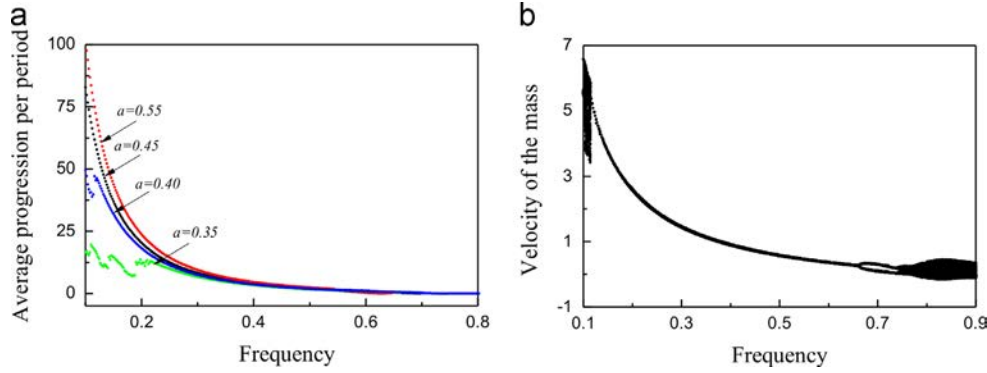 a
100
75
50
25
0
Average progression per period
a=0.55
a=0.45
a=0.40
a=0.35
0.2
0.4
0.6
0.8
Frequency
b
7
5
3
1
-1
Velocity of the mass
0.1
0.3
0.5
0.7
0.9
Frequency